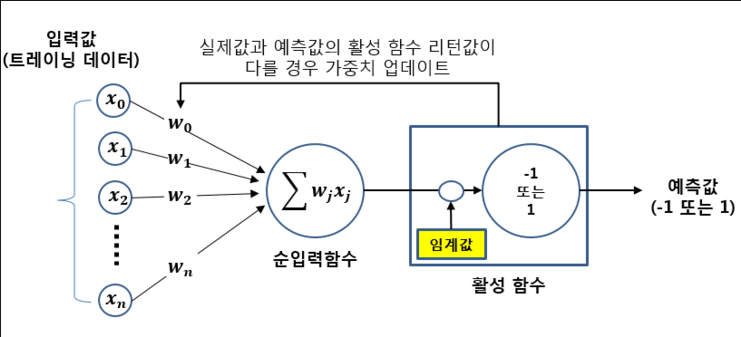 입력값
(트레이닝 데이터)
실제값과 예측값의 활성 함수 리턴값이
다를 경우 가중치 업데이트
x₀
w₀
x₁
w₁
x₂
w₂
xₙ
wₙ
∑ wⱼxⱼ
순입력함수
임계값
-1
또는
1
활성 함수
예측값
(-1 또는 1)